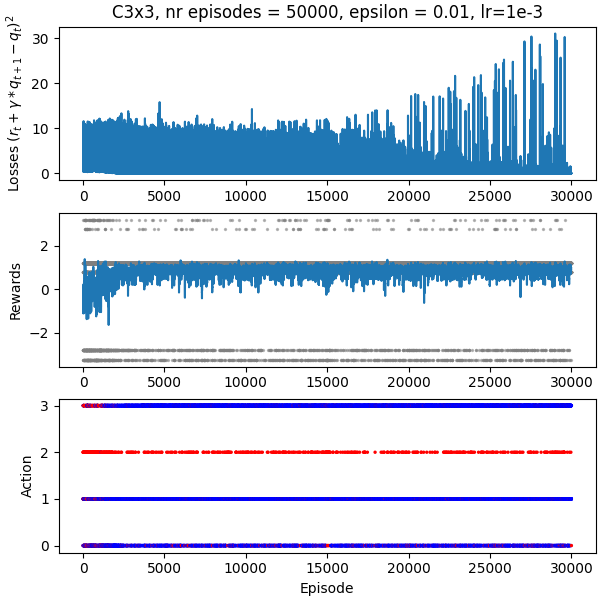 C3x3, nr episodes = 50000, epsilon = 0.01, lr=1e-3
Losses $(r_t + \gamma * q_{t+1} - q_t)^2$
30
20
10
0
0 5000 10000 15000 20000 25000 30000
Rewards
2
0
−2
0 5000 10000 15000 20000 25000 30000
Action
3
2
1
0
0 5000 10000 15000 20000 25000 30000
Episode